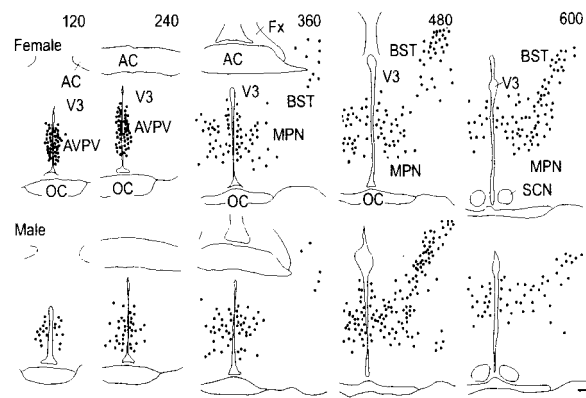 120 240 360 480 600
Female Fx
AC AC AC BST BST
V3 V3 V3 V3 V3
AVPV AVPV BST
MPN MPN MPN
OC OC OC OC SCN
Male